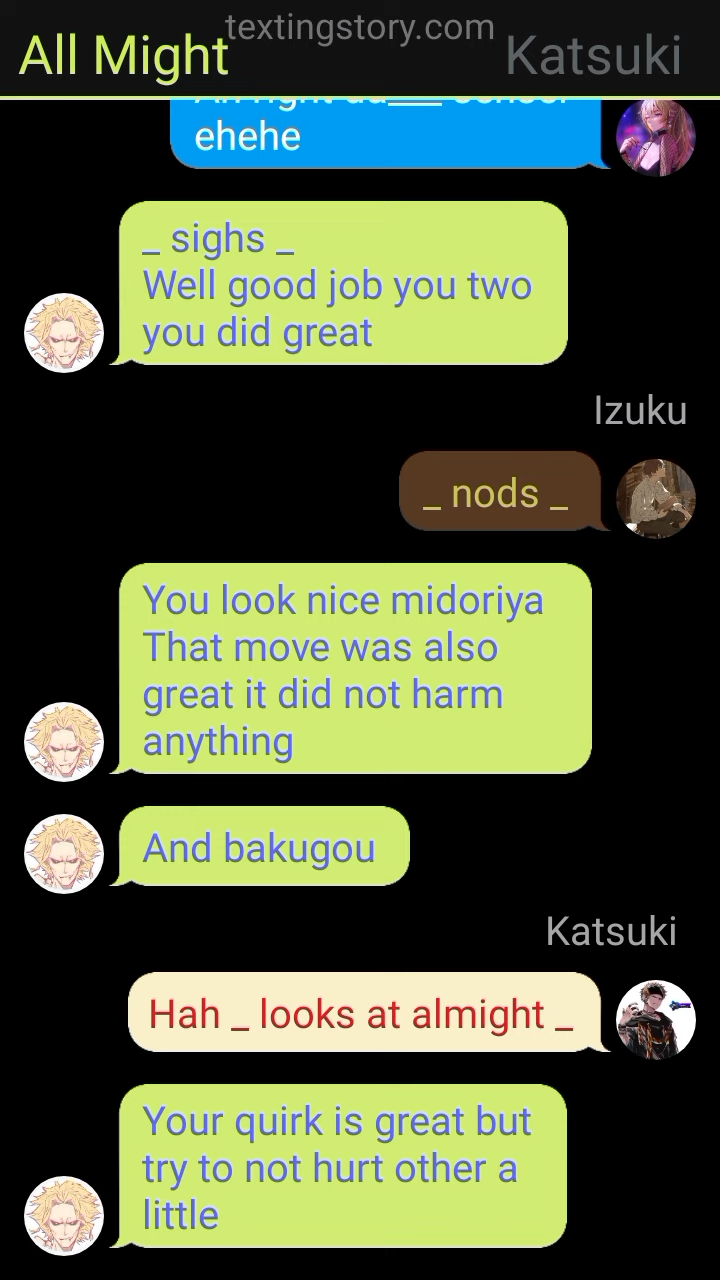 textingstory.com
All Might
Katsuki
ehehe
_ sighs _
Well good job you two
you did great
Izuku
_ nods _
You look nice midoriya
That move was also
great it did not harm
anything
And bakugou
Katsuki
Hah _ looks at almight _
Your quirk is great but
try to not hurt other a
little